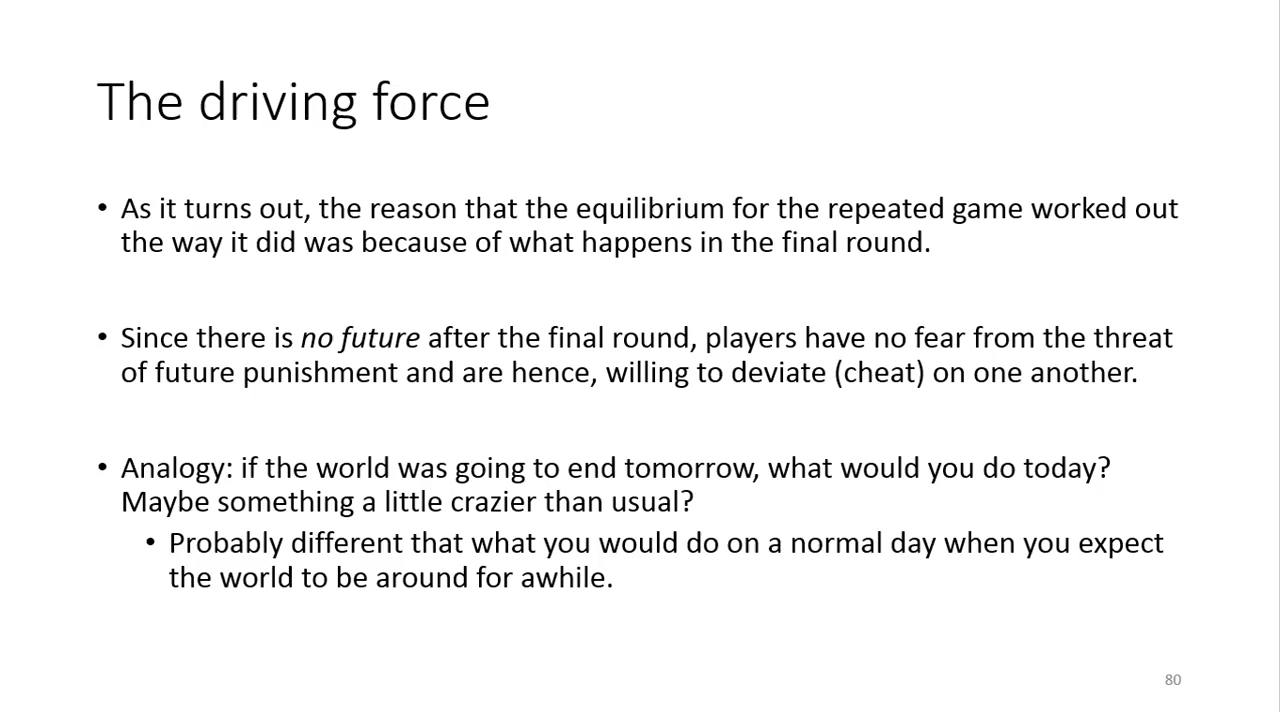 The driving force
• As it turns out, the reason that the equilibrium for the repeated game worked out
the way it did was because of what happens in the final round.
• Since there is no future after the final round, players have no fear from the threat
of future punishment and are hence, willing to deviate (cheat) on one another.
• Analogy: if the world was going to end tomorrow, what would you do today?
Maybe something a little crazier than usual?
• Probably different that what you would do on a normal day when you expect
the world to be around for awhile.
80